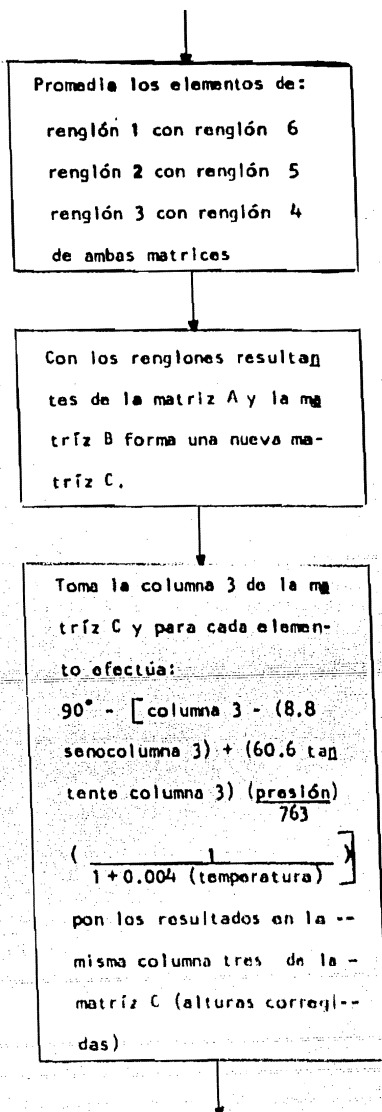 Promedia los elementos de:
renglón 1 con renglón 6
renglón 2 con renglón 5
renglón 3 con renglón 4
de ambas matrices
Con los renglones resultan
tes de la matriz A y la ma
tríz B forma una nueva ma-
tríz C.
Toma la columna 3 de la ma
tríz C y para cada elemen-
to efectúa:
90° - [columna 3 - (8.8
senocolumna 3) + (60.6 tan
tente columna 3) (presión)
763
( 1 )]
1 + 0.004 (temperatura)
pon los resultados en la --
misma columna tres de la -
matríz C (alturas corregi--
das)